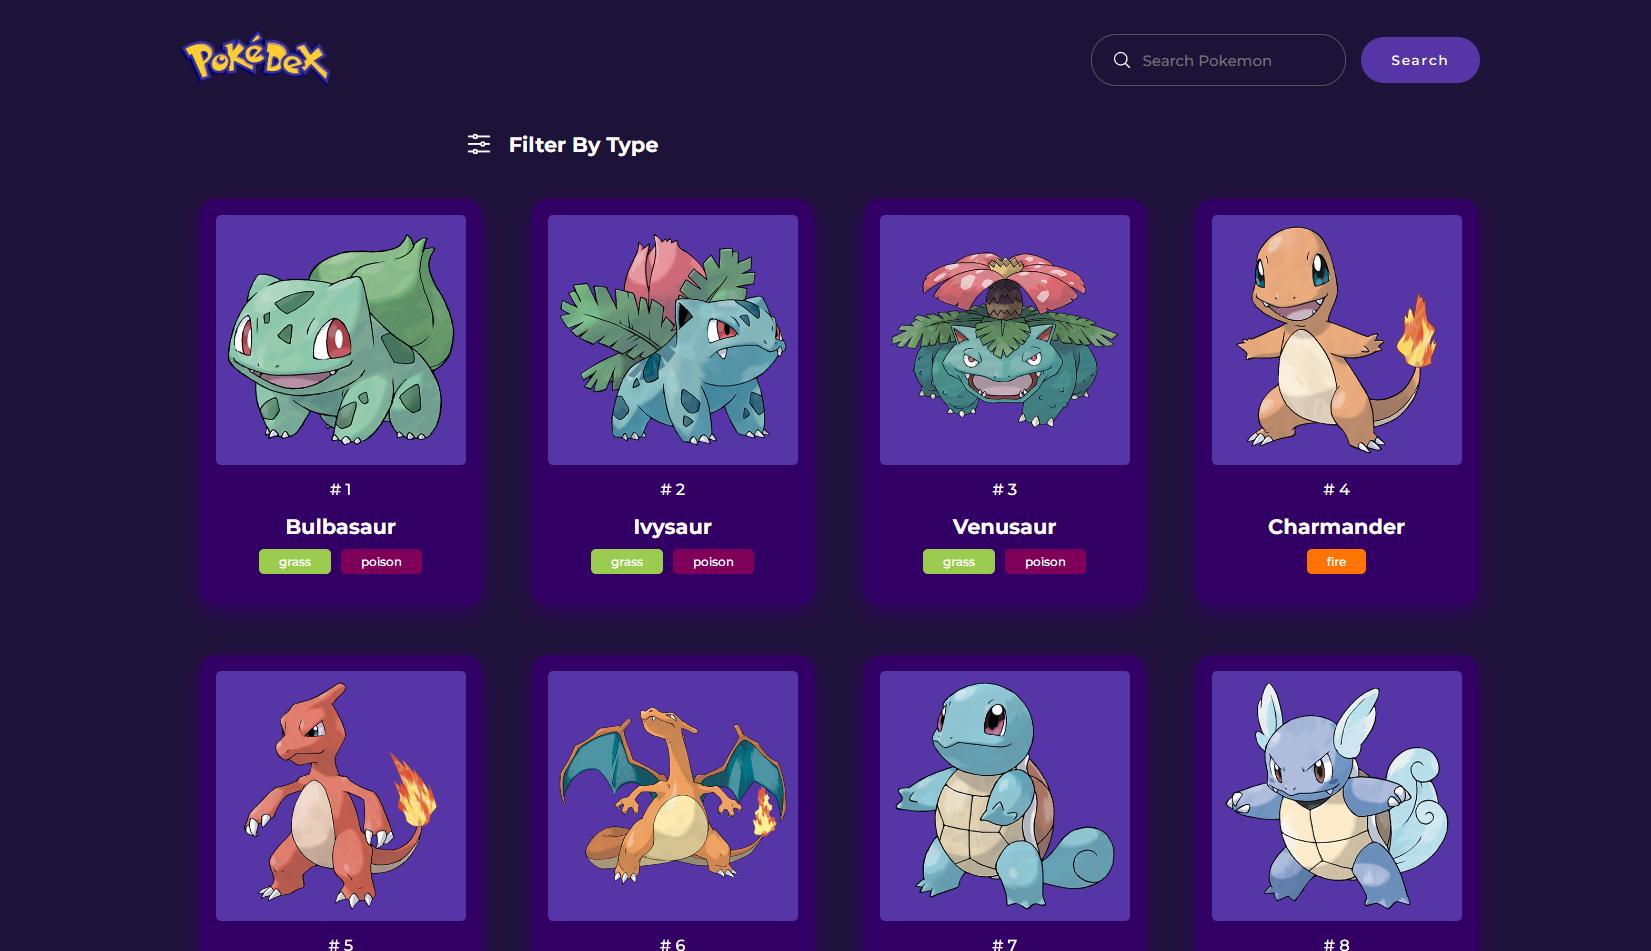 PokéDex
Search Pokemon
Search
Filter By Type
# 1
# 2
# 3
# 4
Bulbasaur
Ivysaur
Venusaur
Charmander
grass poison
grass poison
grass poison
fire
# 5
# 6
# 7
# 8